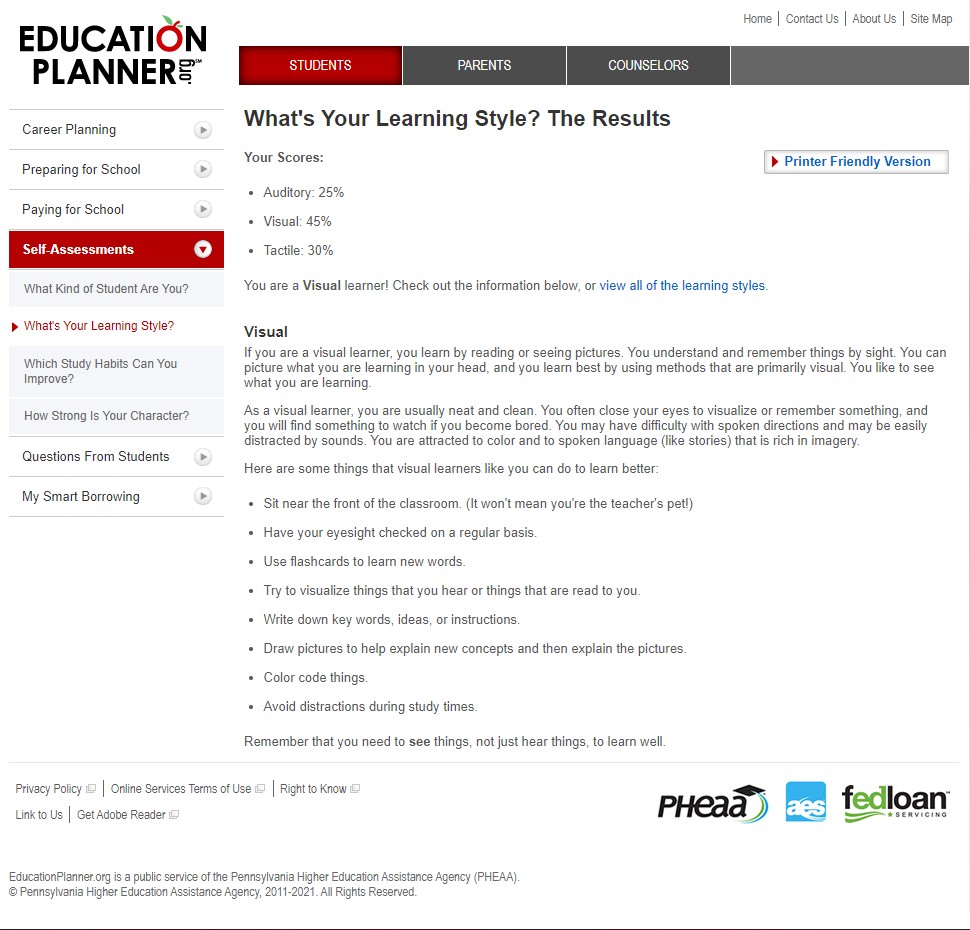 EDUCATION
PLANNER.org℠
Home
Contact Us
About Us
Site Map
STUDENTS
PARENTS
COUNSELORS
Career Planning
Preparing for School
Paying for School
Self-Assessments
What Kind of Student Are You?
What's Your Learning Style?
Which Study Habits Can You
Improve?
How Strong Is Your Character?
Questions From Students
My Smart Borrowing
What's Your Learning Style? The Results
Your Scores:
Printer Friendly Version
• Auditory: 25%
• Visual: 45%
• Tactile: 30%
You are a Visual learner! Check out the information below, or view all of the learning styles.
Visual
If you are a visual learner, you learn by reading or seeing pictures. You understand and remember things by sight. You can
picture what you are learning in your head, and you learn best by using methods that are primarily visual. You like to see
what you are learning.
As a visual learner, you are usually neat and clean. You often close your eyes to visualize or remember something, and
you will find something to watch if you become bored. You may have difficulty with spoken directions and may be easily
distracted by sounds. You are attracted to color and to spoken language (like stories) that is rich in imagery.
Here are some things that visual learners like you can do to learn better:
• Sit near the front of the classroom. (It won't mean you're the teacher's pet!)
• Have your eyesight checked on a regular basis.
• Use flashcards to learn new words.
• Try to visualize things that you hear or things that are read to you.
• Write down key words, ideas, or instructions.
• Draw pictures to help explain new concepts and then explain the pictures.
• Color code things.
• Avoid distractions during study times.
Remember that you need to see things, not just hear things, to learn well.
Privacy Policy
Online Services Terms of Use
Right to Know
Link to Us
Get Adobe Reader
PHEAA
aes
fedloan
SERVICING
EducationPlanner.org is a public service of the Pennsylvania Higher Education Assistance Agency (PHEAA).
© Pennsylvania Higher Education Assistance Agency, 2011-2021. All Rights Reserved.